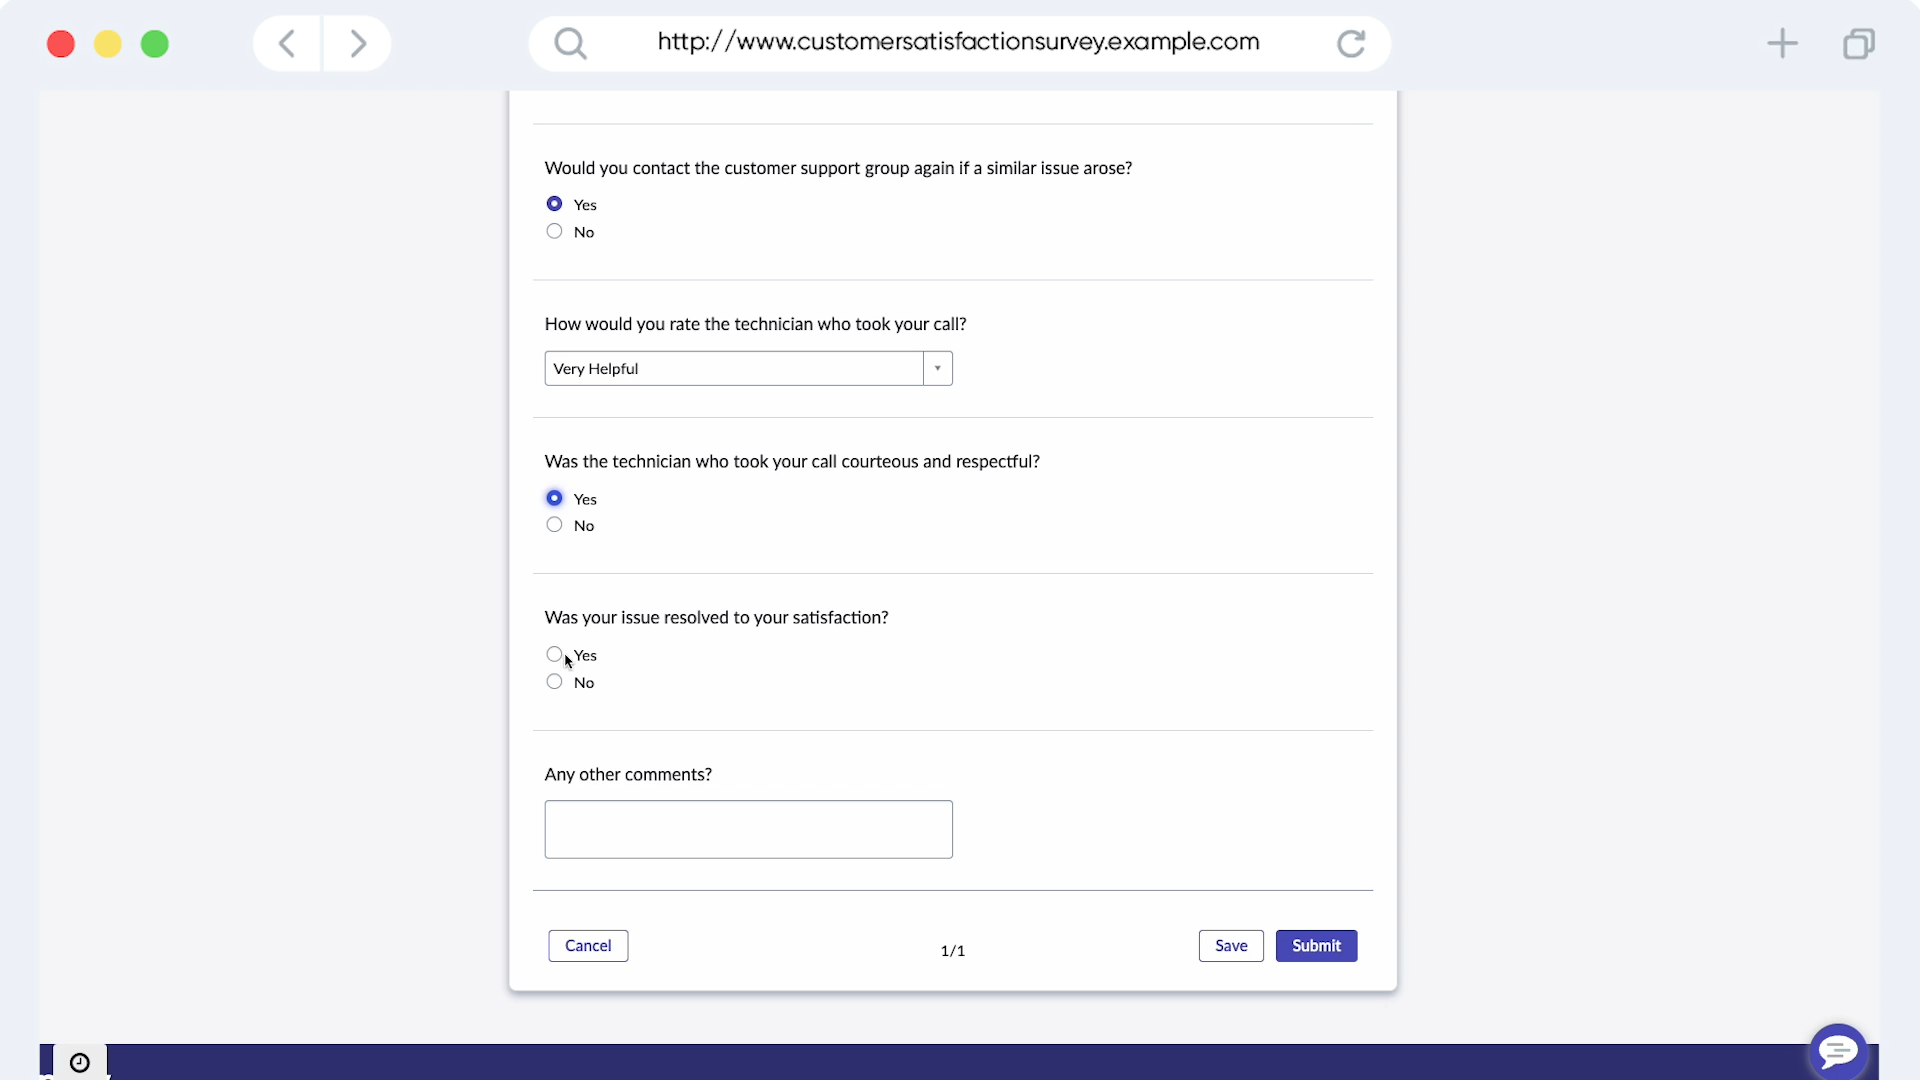 http://www.customersatisfactionsurvey.example.com
Would you contact the customer support group again if a similar issue arose?
Yes
No
How would you rate the technician who took your call?
Very Helpful
Was the technician who took your call courteous and respectful?
Yes
No
Was your issue resolved to your satisfaction?
Yes
No
Any other comments?
Cancel
1/1
Save
Submit